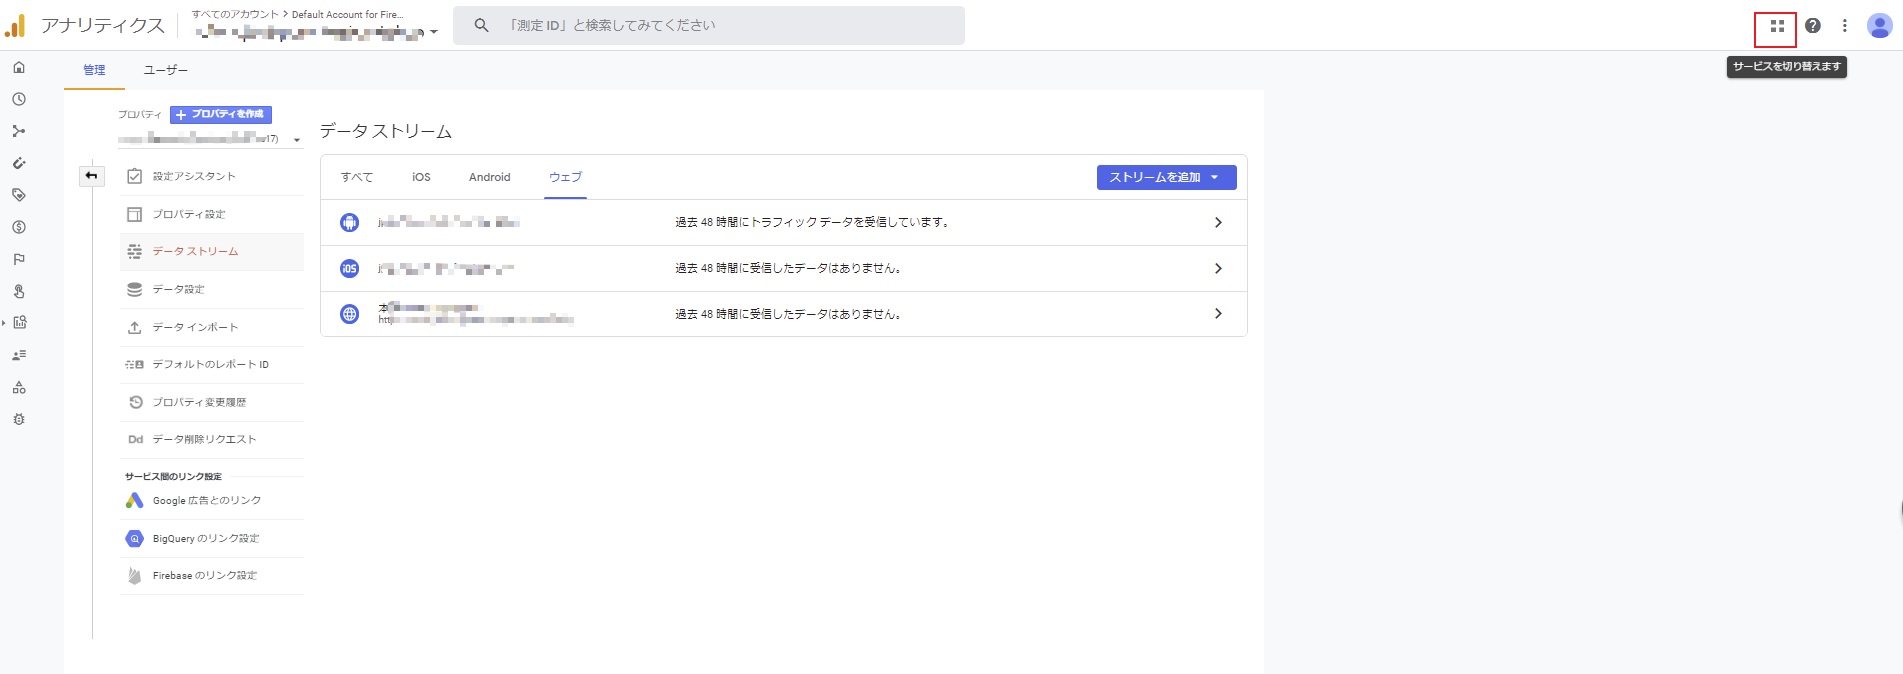 アナリティクス
すべてのアカウント > Default Account for Fire...
「測定 ID」と検索してみてください
サービスを切り替えます
管理
ユーザー
プロパティ
＋ プロパティを作成
17)
設定アシスタント
プロパティ設定
データ ストリーム
データ設定
データ インポート
デフォルトのレポート ID
プロパティ変更履歴
Dd データ削除リクエスト
サービス間のリンク設定
Google 広告とのリンク
BigQuery のリンク設定
Firebase のリンク設定
データ ストリーム
すべて
iOS
Android
ウェブ
ストリームを追加
過去 48 時間にトラフィック データを受信しています。
iOS
過去 48 時間に受信したデータはありません。
本
過去 48 時間に受信したデータはありません。